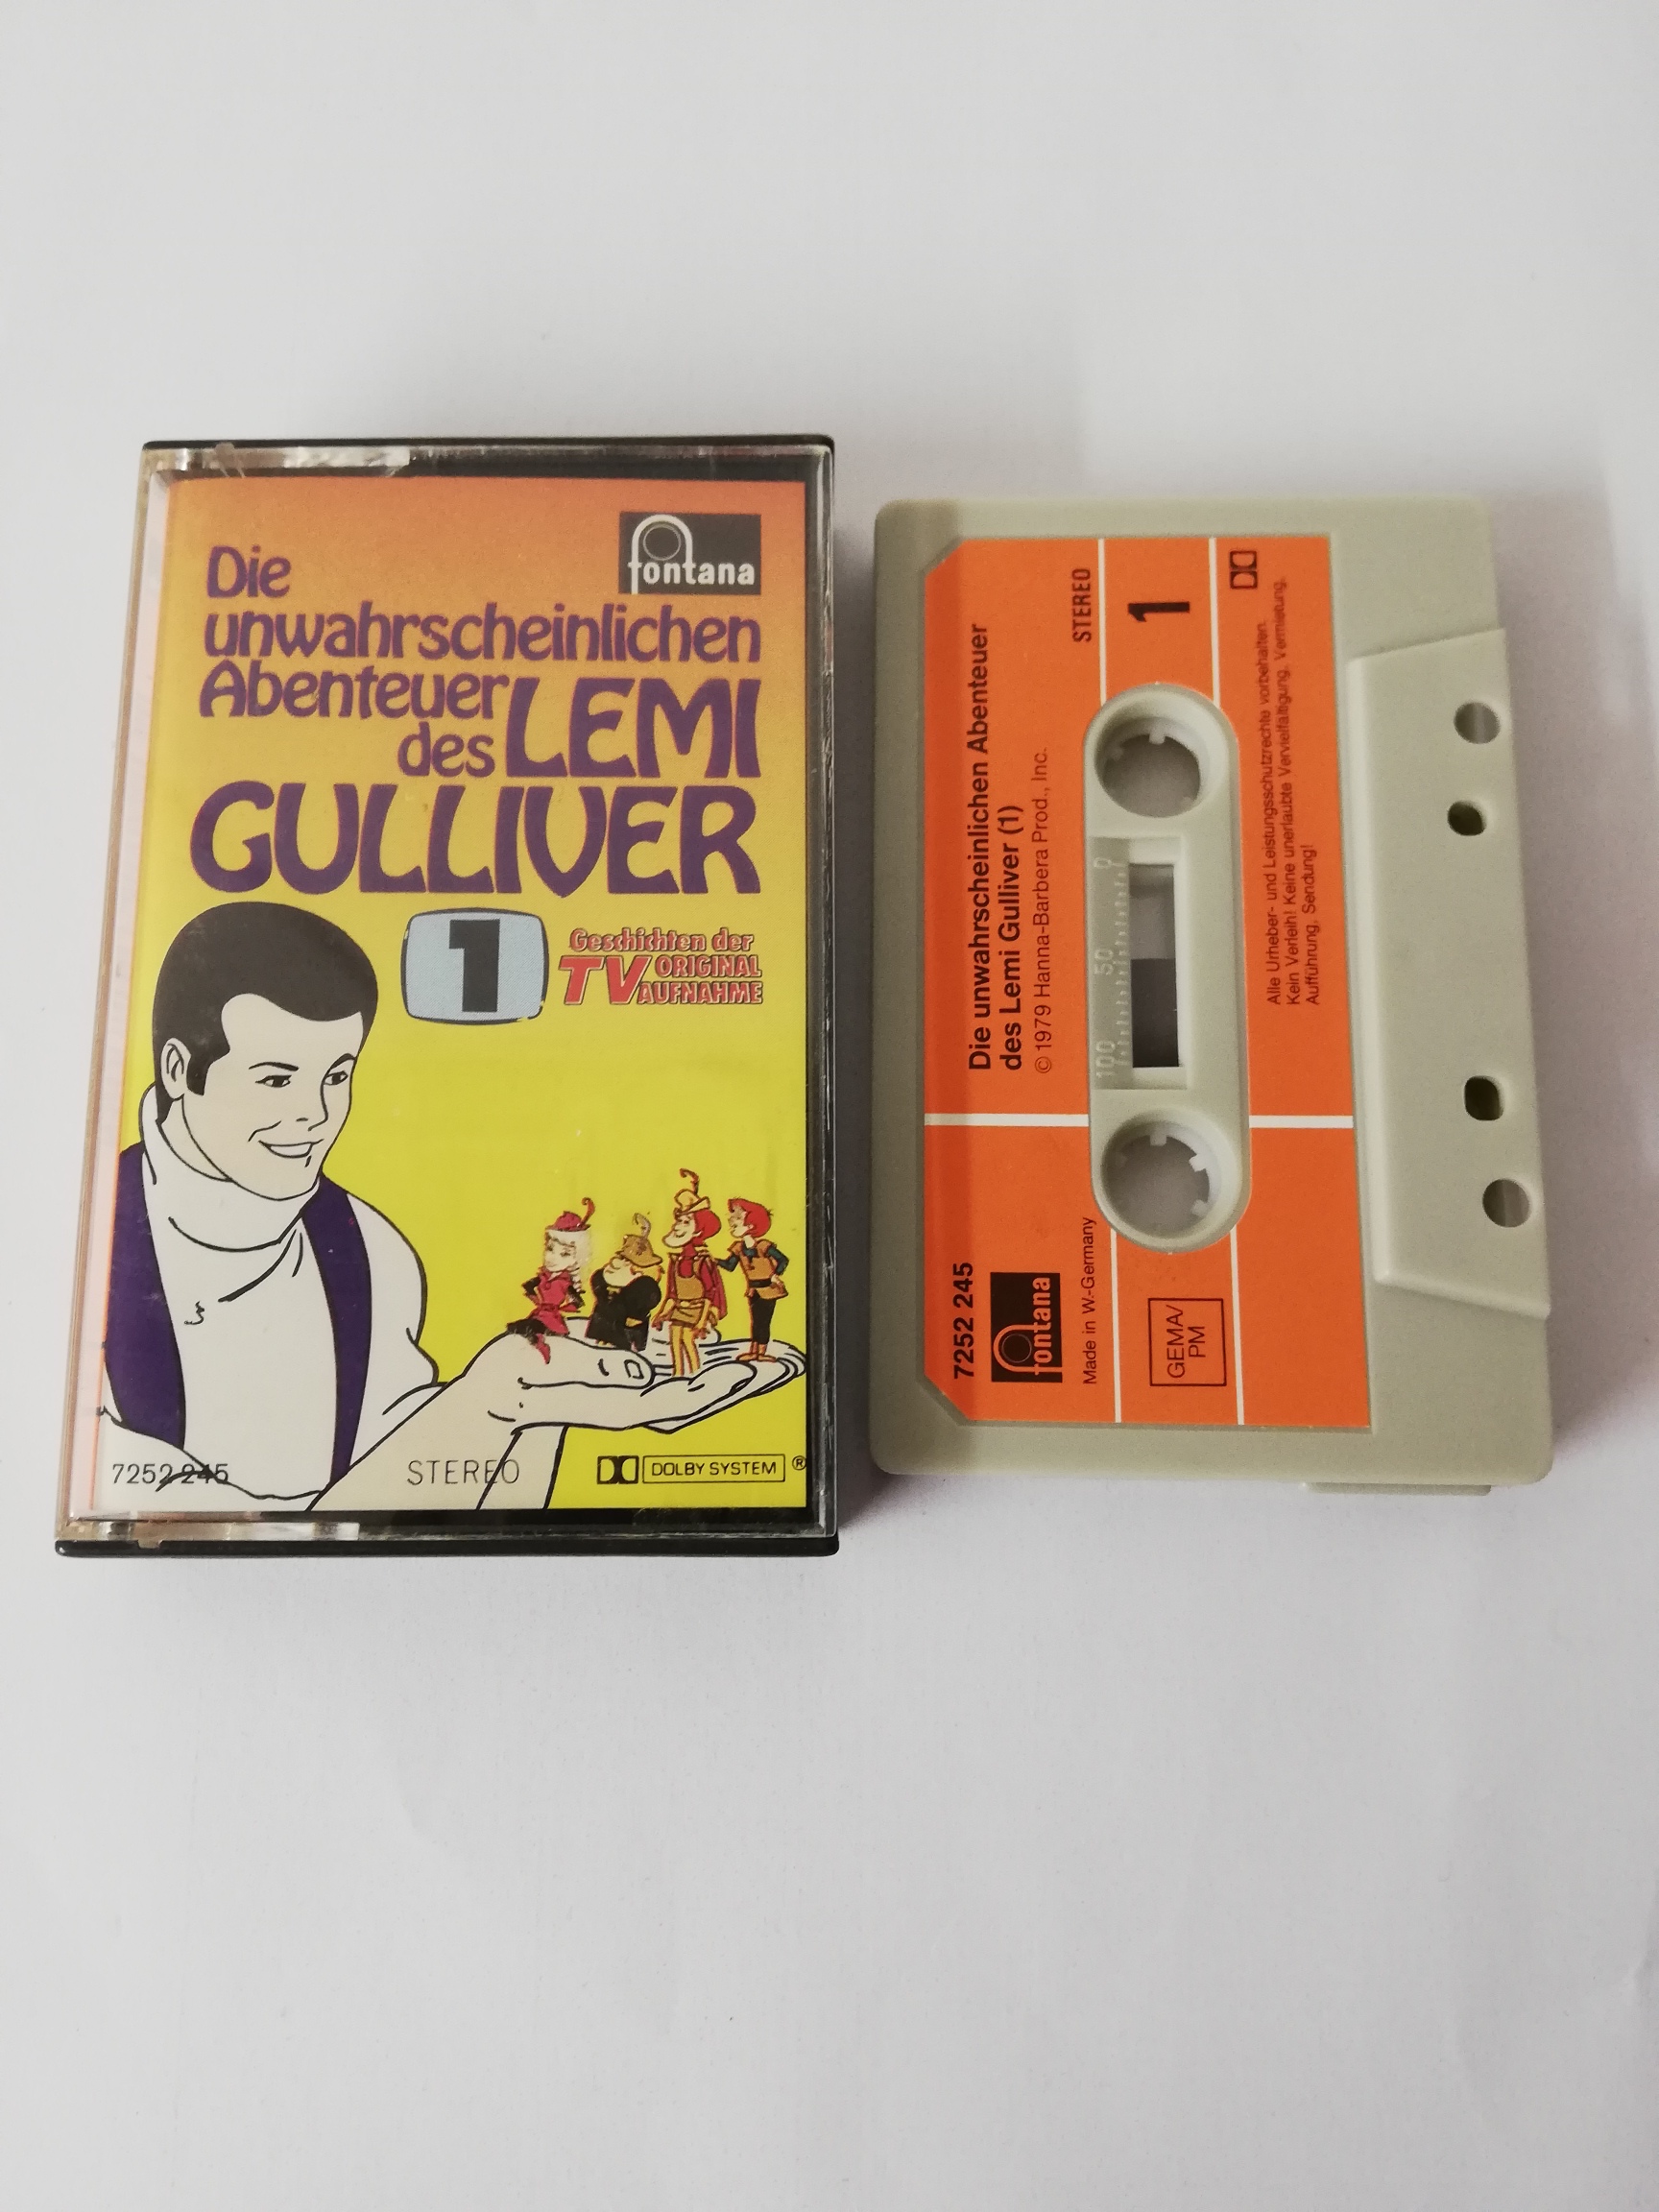 fontana
Die
unwahrscheinlichen
Abenteuer
des LEMI
GULLIVER
1
Geschichten der
TV ORIGINAL
AUFNAHME
7252 245
STEREO
DOLBY SYSTEM ®
7252 245
fontana
Made in W.-Germany
GEMA/
PM
Die unwahrscheinlichen Abenteuer
des Lemi Gulliver (1)
© 1979 Hanna-Barbera Prod., Inc.
STEREO
1
100 50 0
Alle Urheber- und Leistungsschutzrechte vorbehalten.
Kein Verleih! Keine unerlaubte Vervielfältigung, Vermietung,
Aufführung, Sendung!